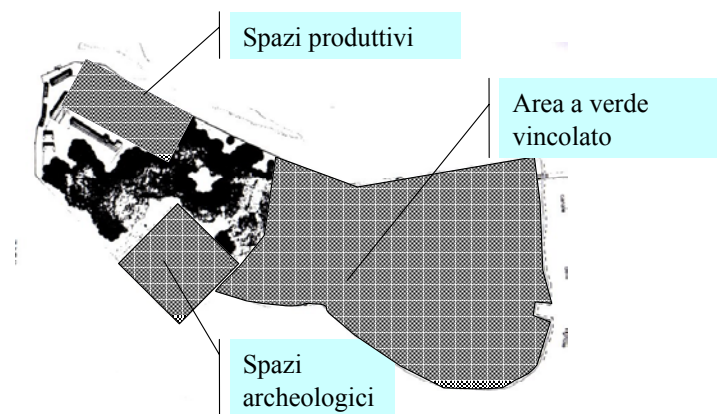 Spazi produttivi
Area a verde
vincolato
Spazi
archeologici